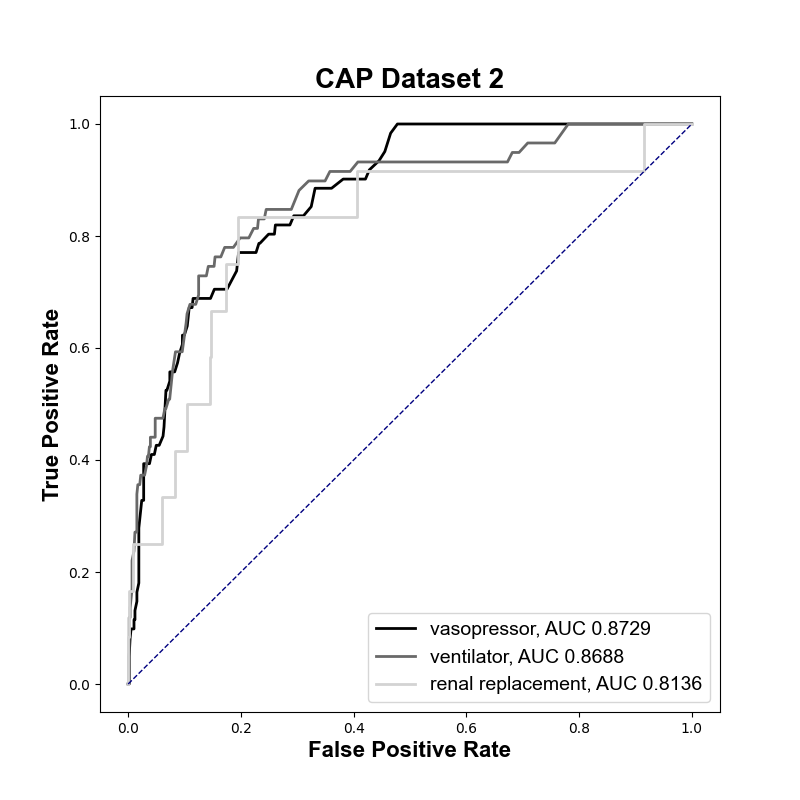 CAP Dataset 2
True Positive Rate
1.0
0.8
0.6
0.4
0.2
0.0
0.0 0.2 0.4 0.6 0.8 1.0
False Positive Rate
vasopressor, AUC 0.8729
ventilator, AUC 0.8688
renal replacement, AUC 0.8136